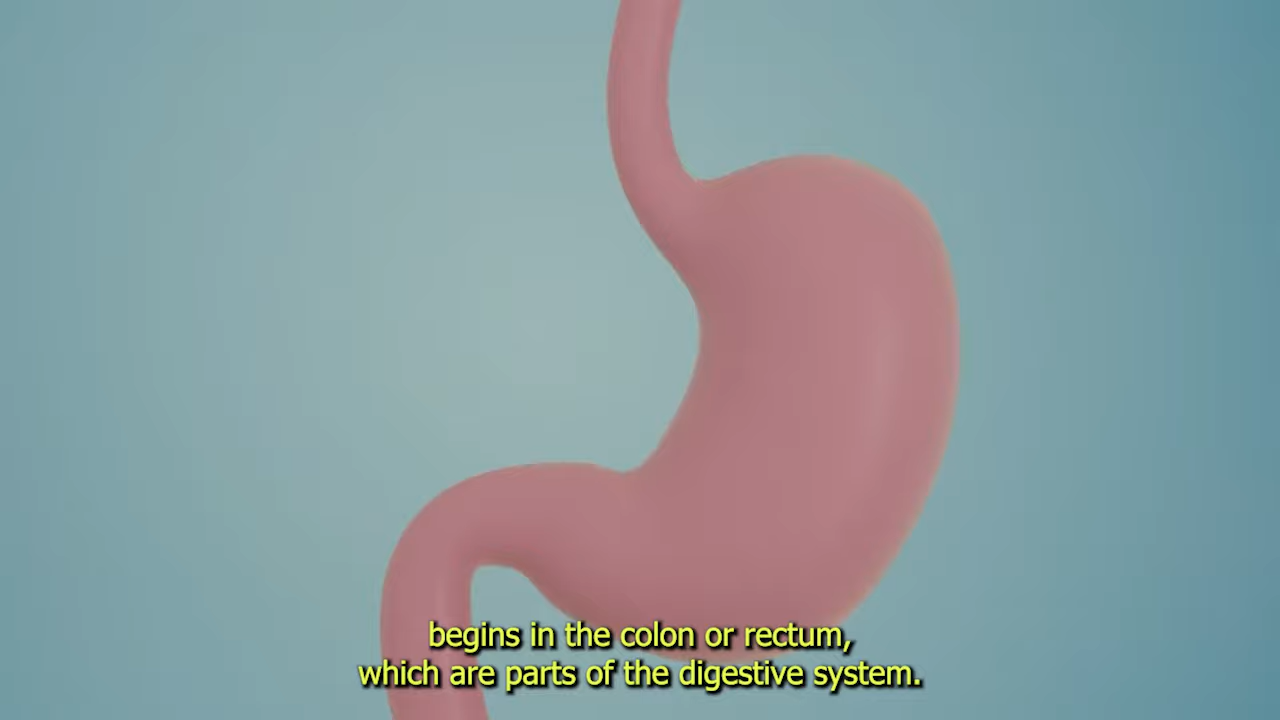 begins in the colon or rectum,
which are parts of the digestive system.